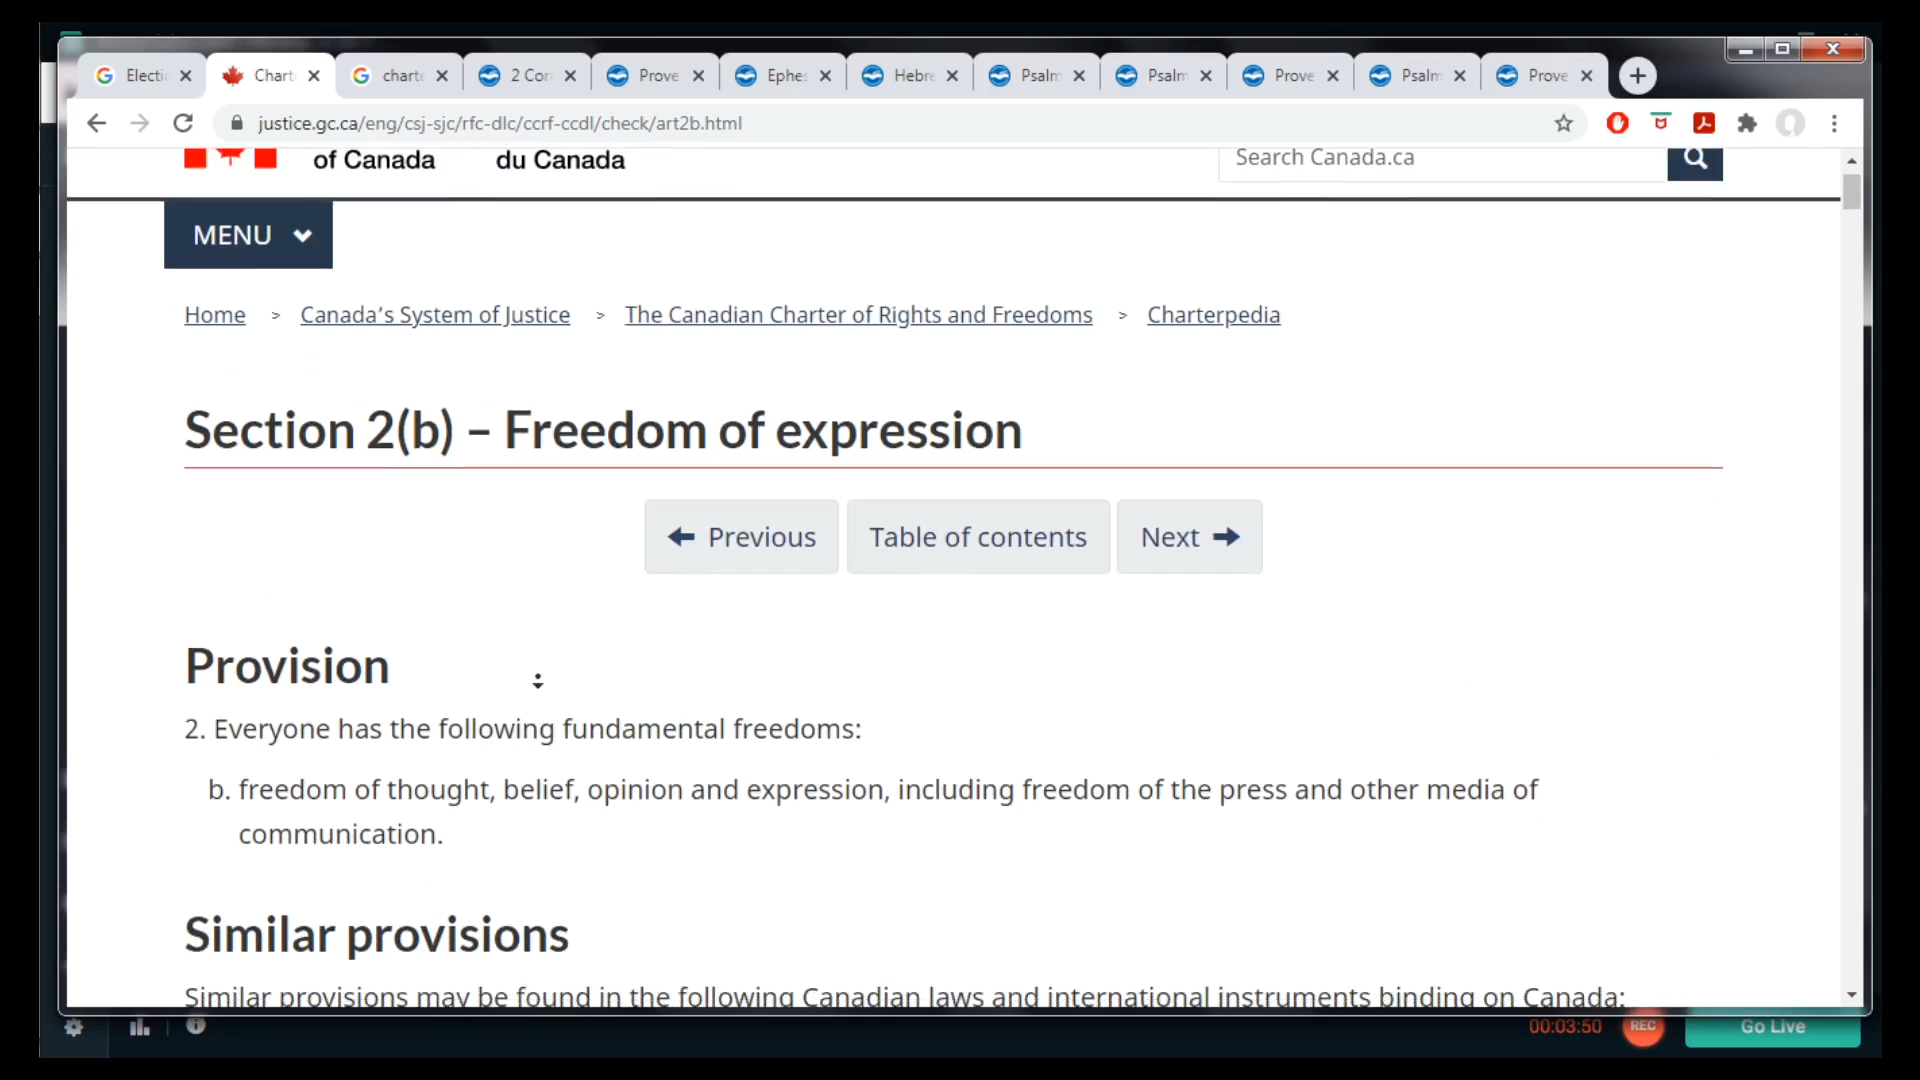 Electi Chart charte 2 Cori Prove Ephes Hebre Psalm Psalm Prove Psalm Prove
justice.gc.ca/eng/csj-sjc/rfc-dlc/ccrf-ccdl/check/art2b.html
of Canada du Canada Search Canada.ca
MENU
Home > Canada's System of Justice > The Canadian Charter of Rights and Freedoms > Charterpedia
Section 2(b) – Freedom of expression
Previous Table of contents Next
Provision
2. Everyone has the following fundamental freedoms:
b. freedom of thought, belief, opinion and expression, including freedom of the press and other media of
communication.
Similar provisions
Similar provisions may be found in the following Canadian laws and international instruments binding on Canada:
00:03:50 REC Go Live